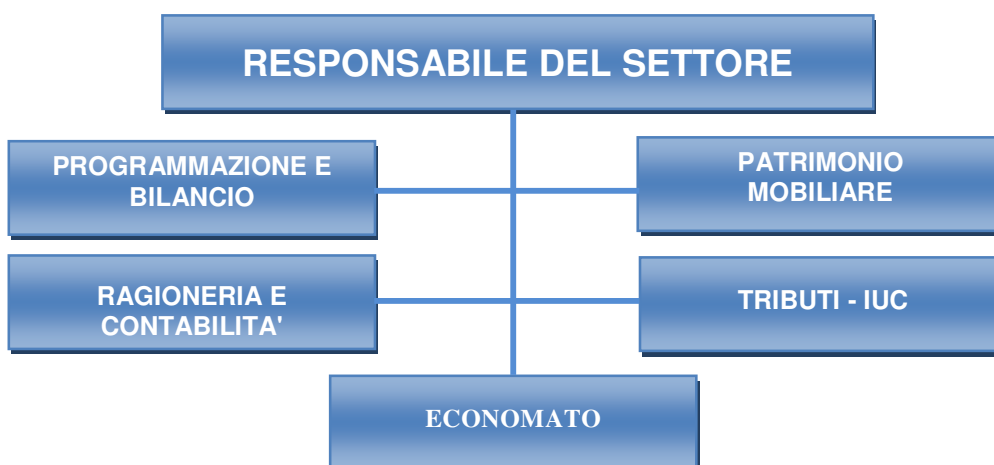 RESPONSABILE DEL SETTORE
PROGRAMMAZIONE E
BILANCIO
PATRIMONIO
MOBILIARE
RAGIONERIA E
CONTABILITA'
TRIBUTI - IUC
ECONOMATO